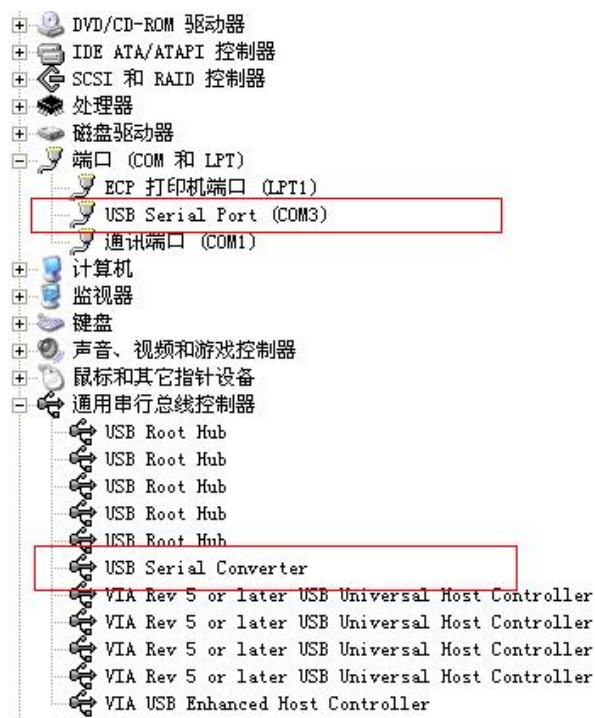 DVD/CD-ROM 驱动器
IDE ATA/ATAPI 控制器
SCSI 和 RAID 控制器
处理器
磁盘驱动器
端口 (COM 和 LPT)
ECP 打印机端口 (LPT1)
USB Serial Port (COM3)
通讯端口 (COM1)
计算机
监视器
键盘
声音、视频和游戏控制器
鼠标和其它指针设备
通用串行总线控制器
USB Root Hub
USB Root Hub
USB Root Hub
USB Root Hub
USB Root Hub
USB Serial Converter
VIA Rev 5 or later USB Universal Host Controller
VIA Rev 5 or later USB Universal Host Controller
VIA Rev 5 or later USB Universal Host Controller
VIA Rev 5 or later USB Universal Host Controller
VIA USB Enhanced Host Controller